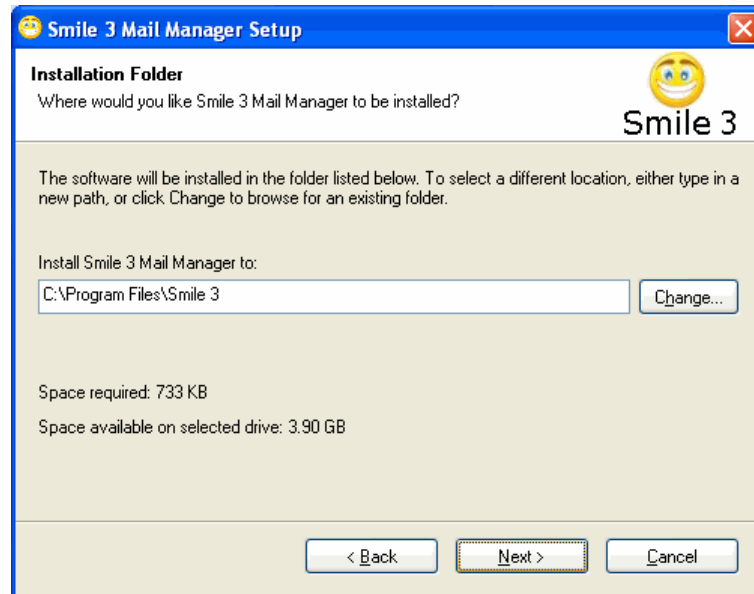 Smile 3 Mail Manager Setup
Installation Folder
Where would you like Smile 3 Mail Manager to be installed?
Smile 3
The software will be installed in the folder listed below. To select a different location, either type in a
new path, or click Change to browse for an existing folder.
Install Smile 3 Mail Manager to:
C:\Program Files\Smile 3
Change...
Space required: 733 KB
Space available on selected drive: 3.90 GB
< Back
Next >
Cancel